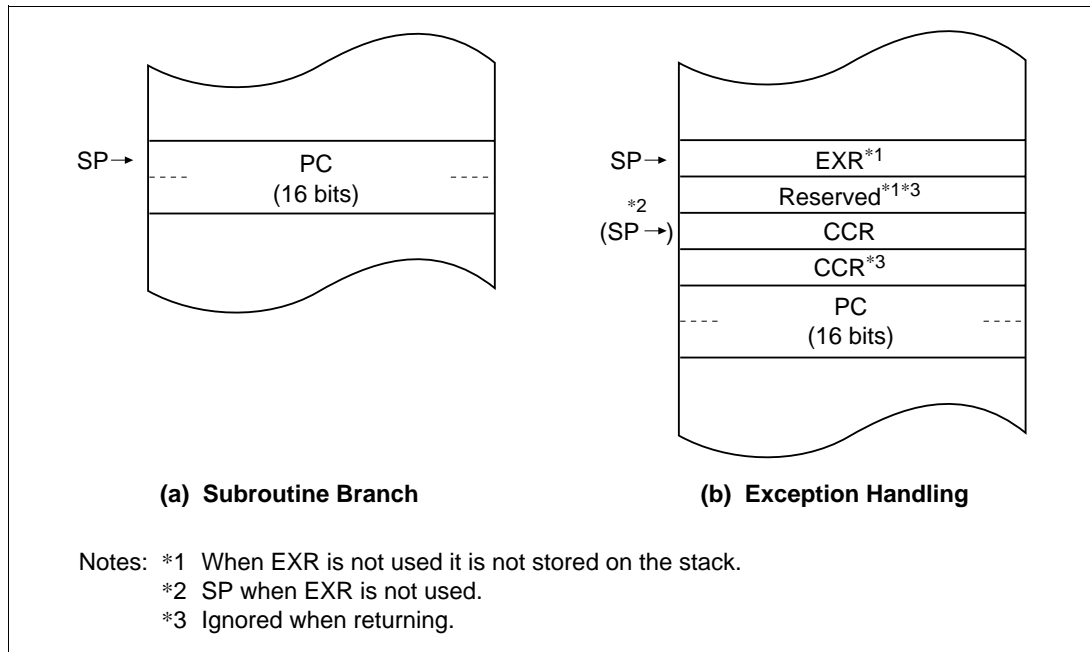 SP→
PC
(16 bits)
(a) Subroutine Branch
SP→
EXR*1
Reserved*1*3
*2
(SP→)
CCR
CCR*3
PC
(16 bits)
(b) Exception Handling
Notes: *1 When EXR is not used it is not stored on the stack.
*2 SP when EXR is not used.
*3 Ignored when returning.